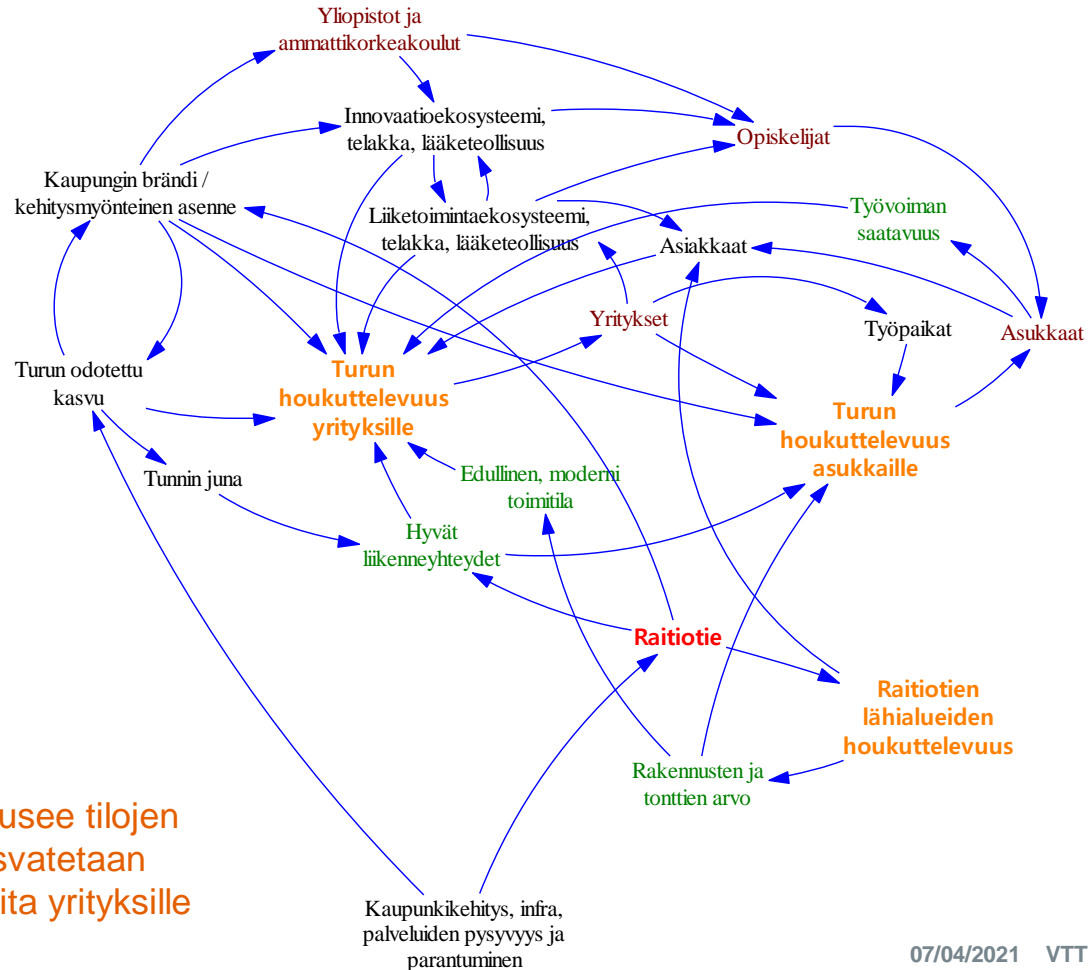 Yliopistot ja
ammattikorkeakoulut
Innovaatioekosysteemi,
telakka, lääketeollisuus
Opiskelijat
Kaupungin brändi /
kehitysmyönteinen asenne
Liiketoimintaekosysteemi,
telakka, lääketeollisuus
Työvoiman
saatavuus
Asiakkaat
Yritykset
Työpaikat
Asukkaat
Turun odotettu
kasvu
Turun
houkuttelevuus
yrityksille
Turun
houkuttelevuus
asukkaille
Tunnin juna
Edullinen, moderni
toimitila
Hyvät
liikenneyhteydet
Raitiotie
Raitiotien
lähialueiden
houkuttelevuus
Rakennusten ja
tonttien arvo
usee tilojen
svatetaan
ita yrityksille
Kaupunkikehitys, infra,
palveluiden pysyvyys ja
parantuminen
07/04/2021 VTT